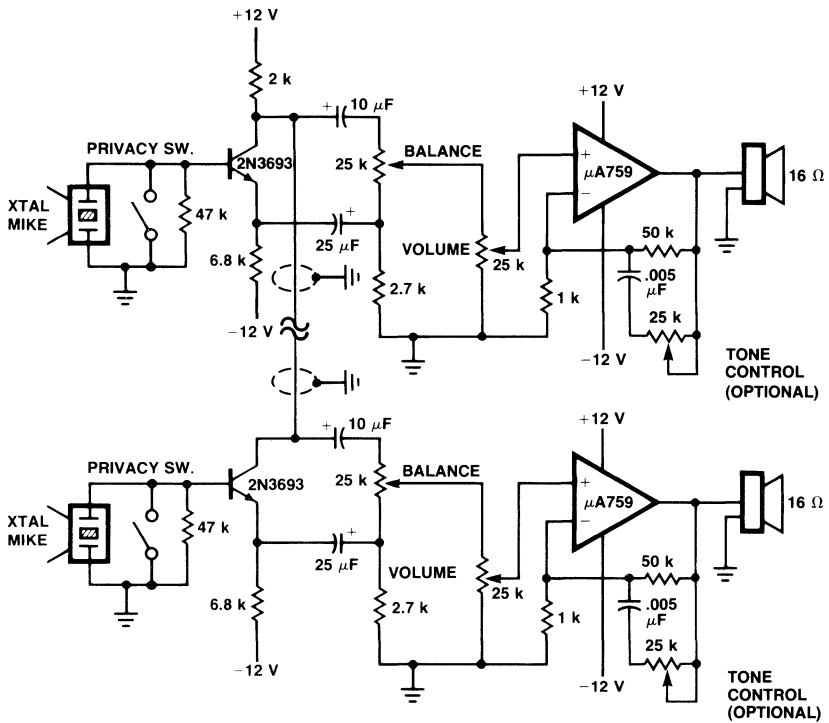 +12 V
2 k
+ 10 μF
PRIVACY SW.
2N3693
XTAL
MIKE
47 k
25 k
BALANCE
+
25 μF
6.8 k
2.7 k
−12 V
VOLUME
25 k
+12 V
+
−
μA759
16 Ω
50 k
1 k
.005
μF
25 k
−12 V
TONE
CONTROL
(OPTIONAL)
+ 10 μF
PRIVACY SW.
2N3693
XTAL
MIKE
47 k
25 k
BALANCE
+
25 μF
6.8 k
2.7 k
−12 V
VOLUME
25 k
+12 V
+
−
μA759
16 Ω
50 k
1 k
.005
μF
25 k
−12 V
TONE
CONTROL
(OPTIONAL)